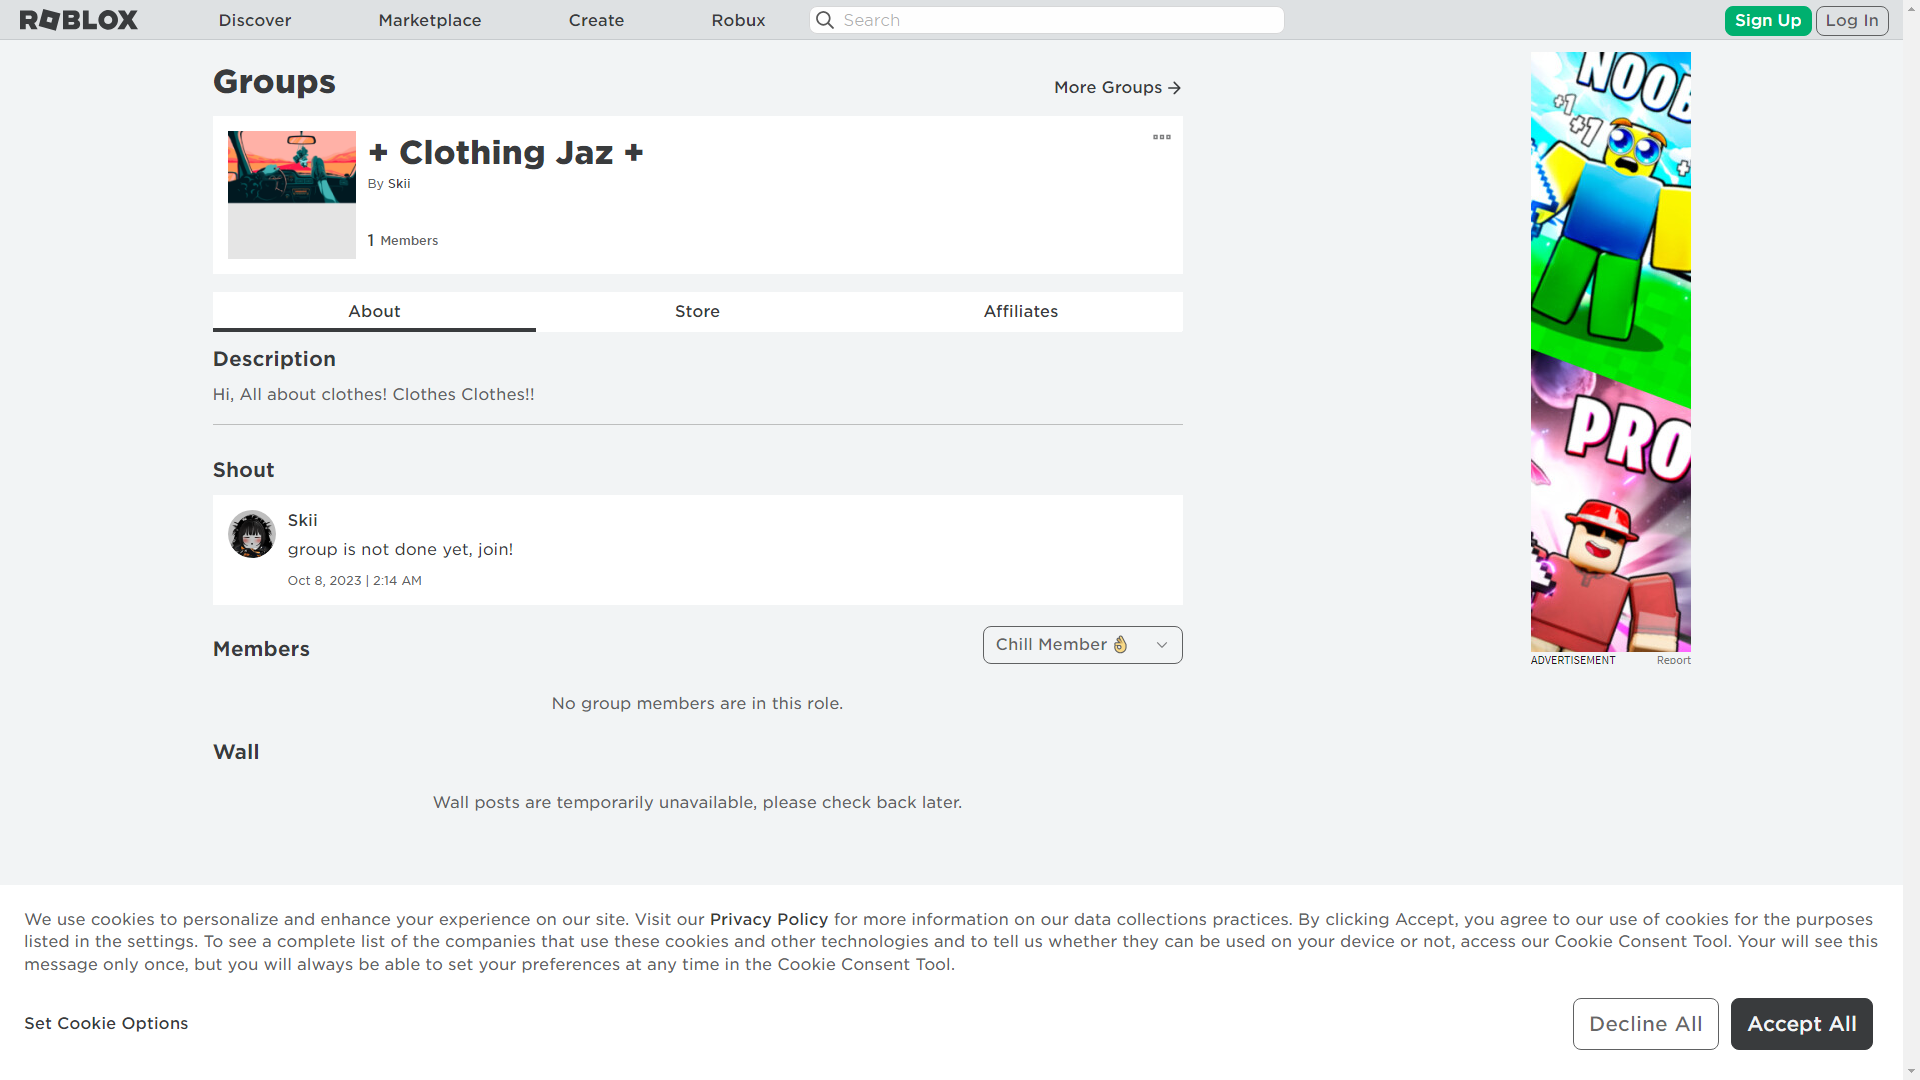 ROBLOX
Discover
Marketplace
Create
Robux
Search
Sign Up
Log In
Groups
More Groups
+ Clothing Jaz +
By Skii
1 Members
About
Store
Affiliates
Description
Hi, All about clothes! Clothes Clothes!!
Shout
Skii
group is not done yet, join!
Oct 8, 2023 | 2:14 AM
Members
Chill Member👌
No group members are in this role.
Wall
Wall posts are temporarily unavailable, please check back later.
NOOB
+1
+1
PRO
ADVERTISEMENT
Report
We use cookies to personalize and enhance your experience on our site. Visit our Privacy Policy for more information on our data collections practices. By clicking Accept, you agree to our use of cookies for the purposes
listed in the settings. To see a complete list of the companies that use these cookies and other technologies and to tell us whether they can be used on your device or not, access our Cookie Consent Tool. Your will see this
message only once, but you will always be able to set your preferences at any time in the Cookie Consent Tool.
Set Cookie Options
Decline All
Accept All